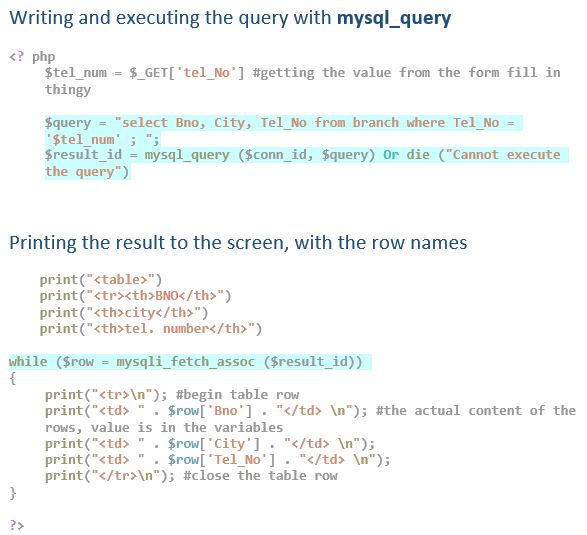 Writing and executing the query with mysql_query
<? php
$tel_num = $_GET['tel_No'] #getting the value from the form fill in
thingy
$query = "select Bno, City, Tel_No from branch where Tel_No =
'$tel_num' ; ";
$result_id = mysql_query ($conn_id, $query) Or die ("Cannot execute
the query")
Printing the result to the screen, with the row names
print("<table>")
print("<tr><th>BNO</th>")
print("<th>city</th>")
print("<th>tel. number</th>")
while ($row = mysqli_fetch_assoc ($result_id))
{
print("<tr>\n"); #begin table row
print("<td> " . $row['Bno'] . "</td> \n"); #the actual content of the
rows, value is in the variables
print("<td> " . $row['City'] . "</td> \n");
print("<td> " . $row['Tel_No'] . "</td> \n");
print("</tr>\n"); #close the table row
}
?>